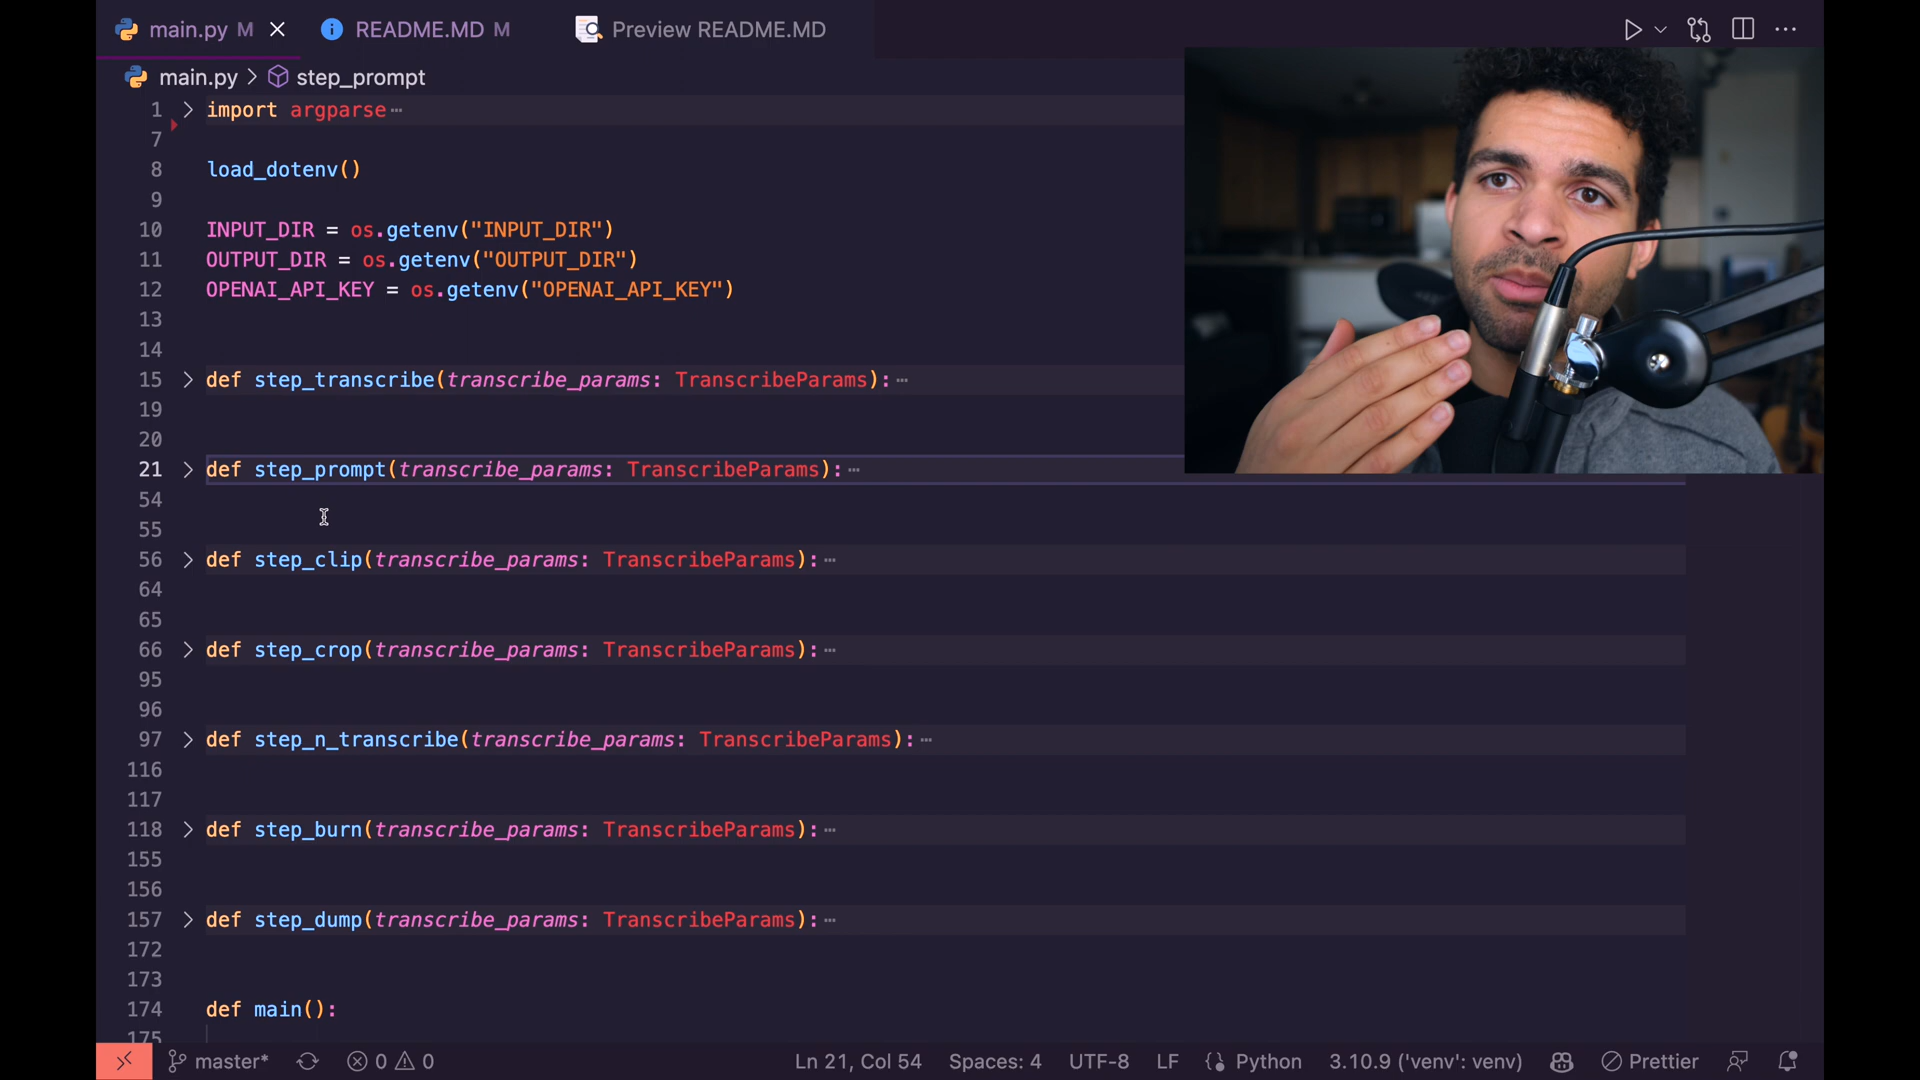 main.py M
README.MD M
Preview README.MD
main.py > step_prompt
1 import argparse
7
8 load_dotenv()
9
10 INPUT_DIR = os.getenv("INPUT_DIR")
11 OUTPUT_DIR = os.getenv("OUTPUT_DIR")
12 OPENAI_API_KEY = os.getenv("OPENAI_API_KEY")
13
14
15 > def step_transcribe(transcribe_params: TranscribeParams):
19
20
21 > def step_prompt(transcribe_params: TranscribeParams):
54
55
56 > def step_clip(transcribe_params: TranscribeParams):
64
65
66 > def step_crop(transcribe_params: TranscribeParams):
95
96
97 > def step_n_transcribe(transcribe_params: TranscribeParams):
116
117
118 > def step_burn(transcribe_params: TranscribeParams):
155
156
157 > def step_dump(transcribe_params: TranscribeParams):
172
173
174 def main():
175
master* 0 0 Ln 21, Col 54 Spaces: 4 UTF-8 LF Python 3.10.9 ('venv': venv) Prettier